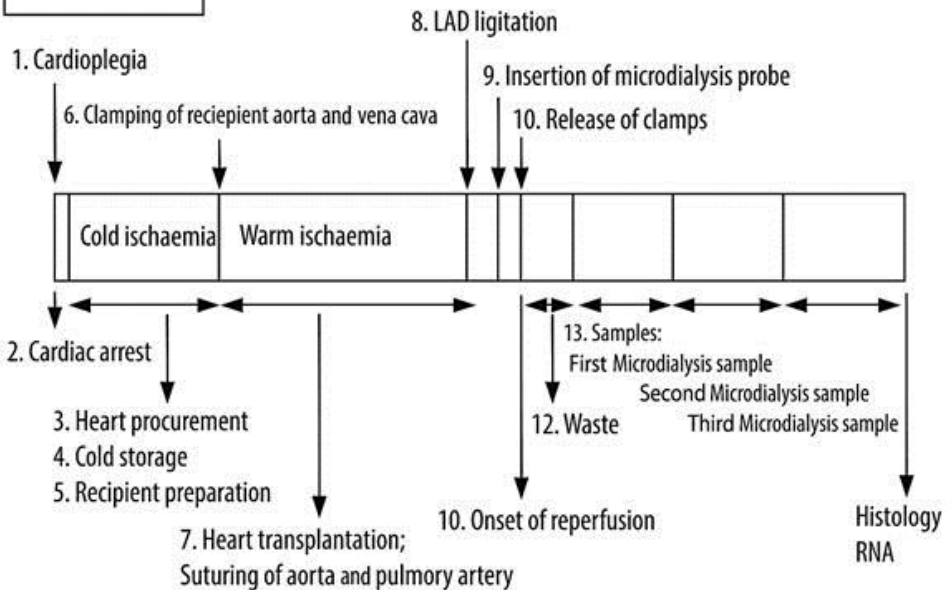 8. LAD ligitation
1. Cardioplegia
9. Insertion of microdialysis probe
6. Clamping of reciepient aorta and vena cava
10. Release of clamps
Cold ischaemia
Warm ischaemia
2. Cardiac arrest
13. Samples:
First Microdialysis sample
Second Microdialysis sample
Third Microdialysis sample
12. Waste
3. Heart procurement
4. Cold storage
5. Recipient preparation
10. Onset of reperfusion
Histology
RNA
7. Heart transplantation;
Suturing of aorta and pulmory artery